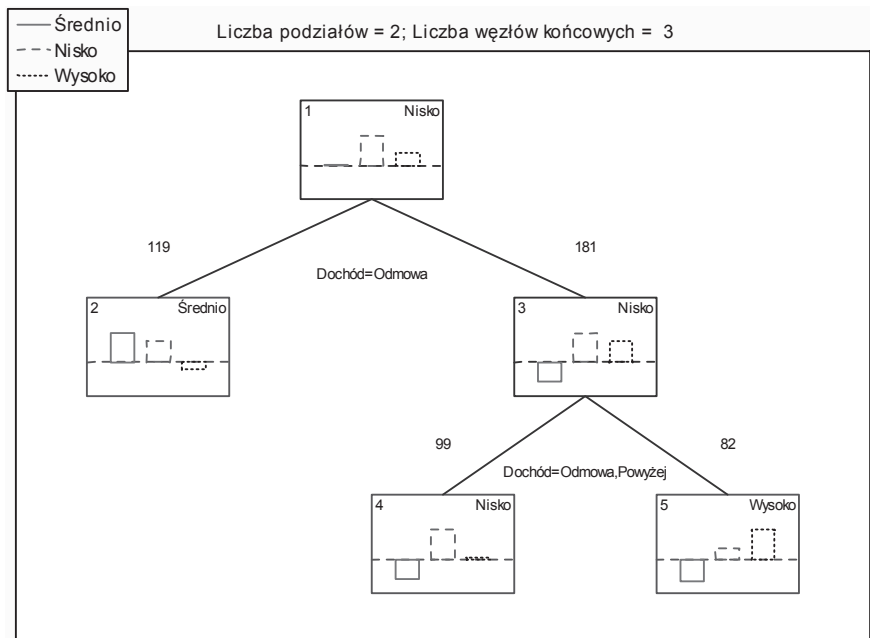 Średnio
Nisko
Wysoko
Liczba podziałów = 2; Liczba węzłów końcowych = 3
1 Nisko
119 181
Dochód=Odmowa
2 Średnio
3 Nisko
99 82
Dochód=Odmowa,Powyżej
4 Nisko
5 Wysoko